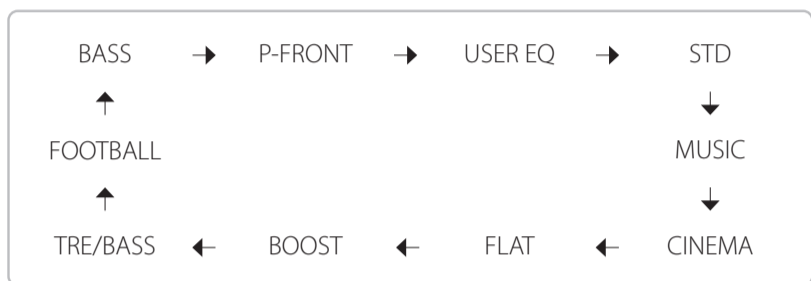 BASS P-FRONT USER EQ STD
FOOTBALL MUSIC
TRE/BASS BOOST FLAT CINEMA